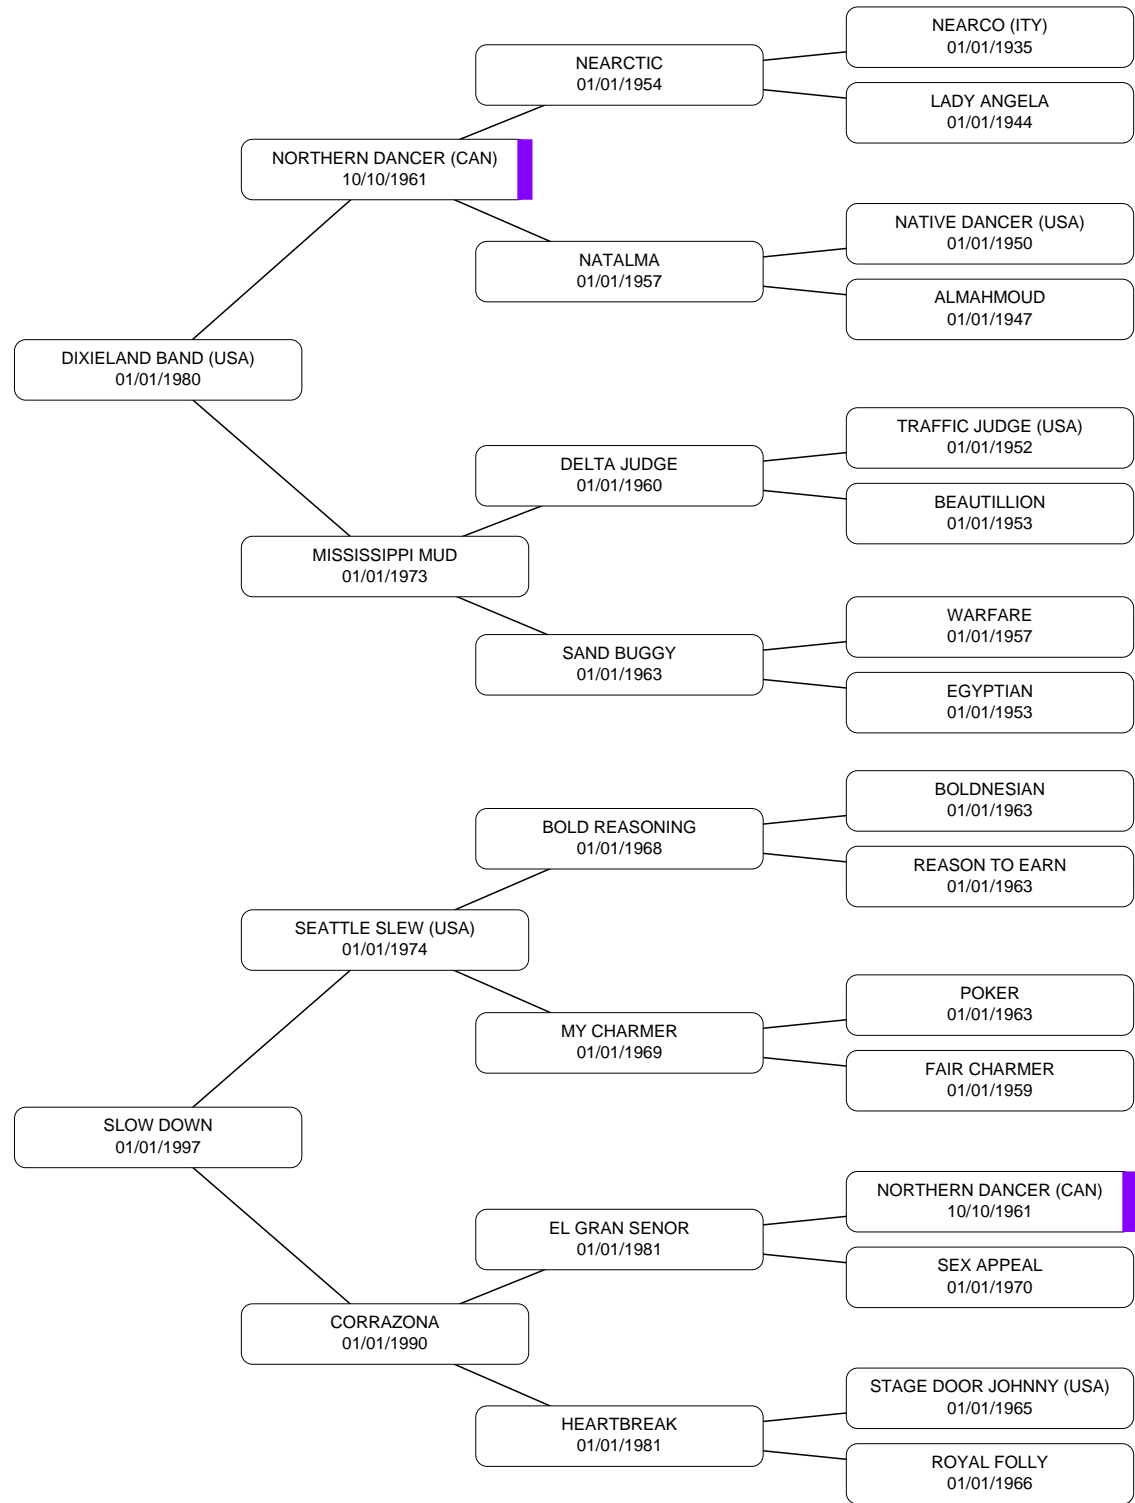 NEARCO (ITY)
01/01/1935
NEARCTIC
01/01/1954
LADY ANGELA
01/01/1944
NORTHERN DANCER (CAN)
10/10/1961
NATIVE DANCER (USA)
01/01/1950
NATALMA
01/01/1957
ALMAHMOUD
01/01/1947
DIXIELAND BAND (USA)
01/01/1980
TRAFFIC JUDGE (USA)
01/01/1952
DELTA JUDGE
01/01/1960
BEAUTILLION
01/01/1953
MISSISSIPPI MUD
01/01/1973
WARFARE
01/01/1957
SAND BUGGY
01/01/1963
EGYPTIAN
01/01/1953
BOLDNESIAN
01/01/1963
BOLD REASONING
01/01/1968
REASON TO EARN
01/01/1963
SEATTLE SLEW (USA)
01/01/1974
POKER
01/01/1963
MY CHARMER
01/01/1969
FAIR CHARMER
01/01/1959
SLOW DOWN
01/01/1997
NORTHERN DANCER (CAN)
10/10/1961
EL GRAN SENOR
01/01/1981
SEX APPEAL
01/01/1970
CORRAZONA
01/01/1990
STAGE DOOR JOHNNY (USA)
01/01/1965
HEARTBREAK
01/01/1981
ROYAL FOLLY
01/01/1966